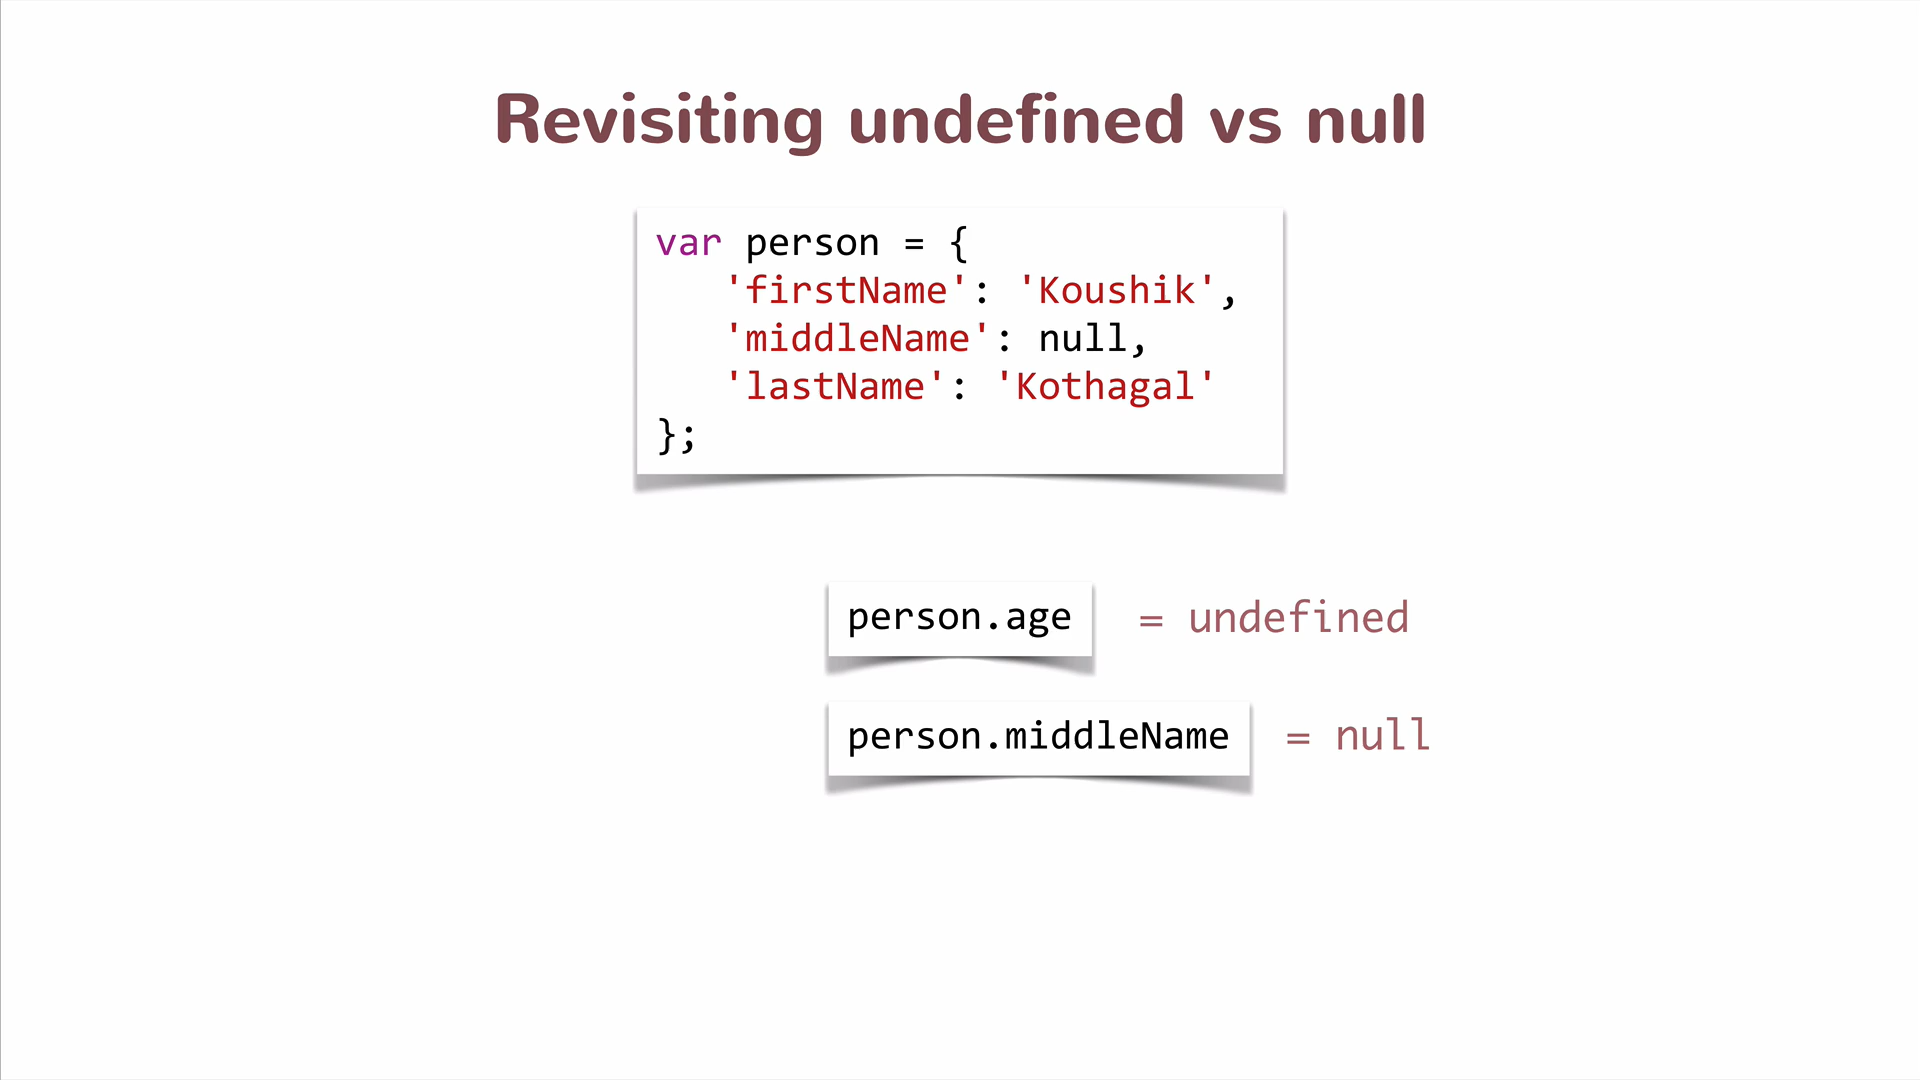 Revisiting undefined vs null
var person = {
'firstName': 'Koushik',
'middleName': null,
'lastName': 'Kothagal'
};
person.age = undefined
person.middleName = null